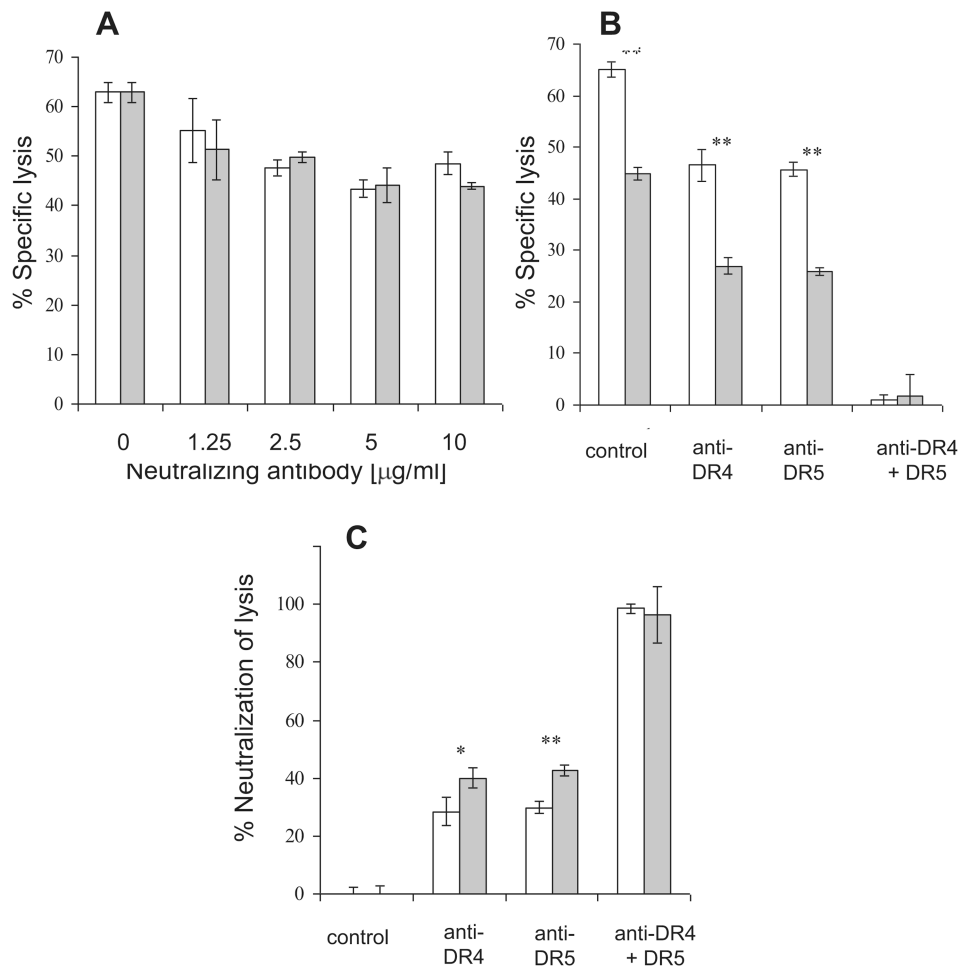 A
70
60
50
40
30
20
10
0
% Specific lysis
0 1.25 2.5 5 10
Neutralizing antibody [μg/ml]
B
70
60
50
40
30
20
10
0
% Specific lysis
**
**
**
control
anti-
DR4
anti-
DR5
anti-DR4
+ DR5
C
100
80
60
40
20
0
% Neutralization of lysis
*
**
control
anti-
DR4
anti-
DR5
anti-DR4
+ DR5